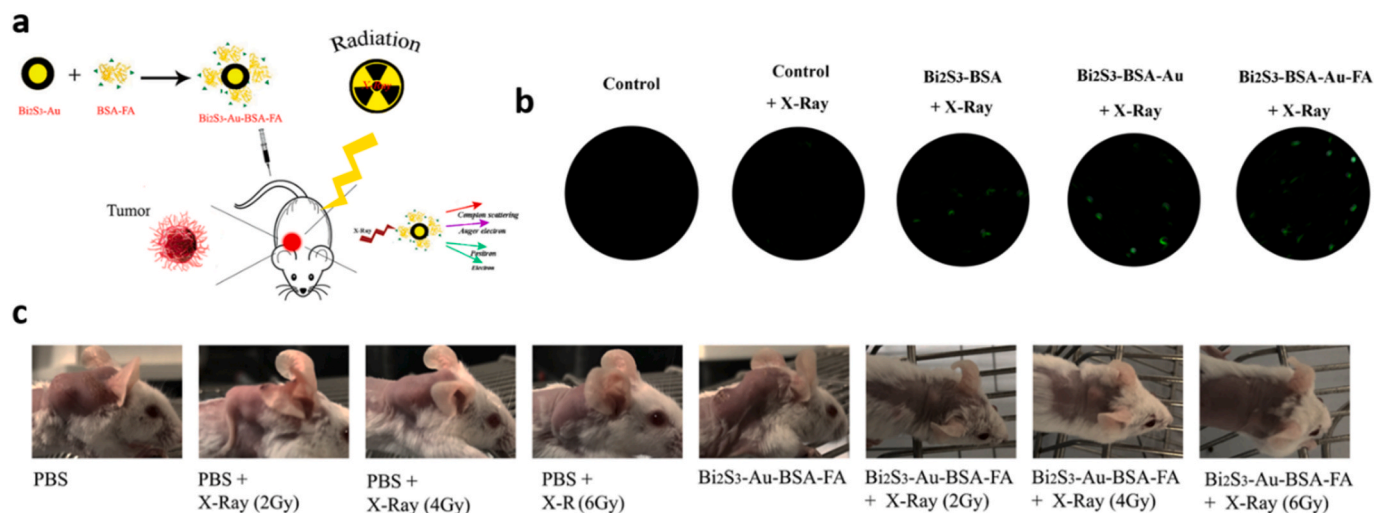 a
Bi2S3-Au
+
BSA-FA
Bi2S3-Au-BSA-FA
Radiation
X-Ray
Tumor
X-Ray
Compton scattering
Auger electron
Positron
Electron
b
Control
Control
+ X-Ray
Bi2S3-BSA
+ X-Ray
Bi2S3-BSA-Au
+ X-Ray
Bi2S3-BSA-Au-FA
+ X-Ray
c
PBS
PBS +
X-Ray (2Gy)
PBS +
X-Ray (4Gy)
PBS +
X-R (6Gy)
Bi2S3-Au-BSA-FA
Bi2S3-Au-BSA-FA
+ X-Ray (2Gy)
Bi2S3-Au-BSA-FA
+ X-Ray (4Gy)
Bi2S3-Au-BSA-FA
+ X-Ray (6Gy)